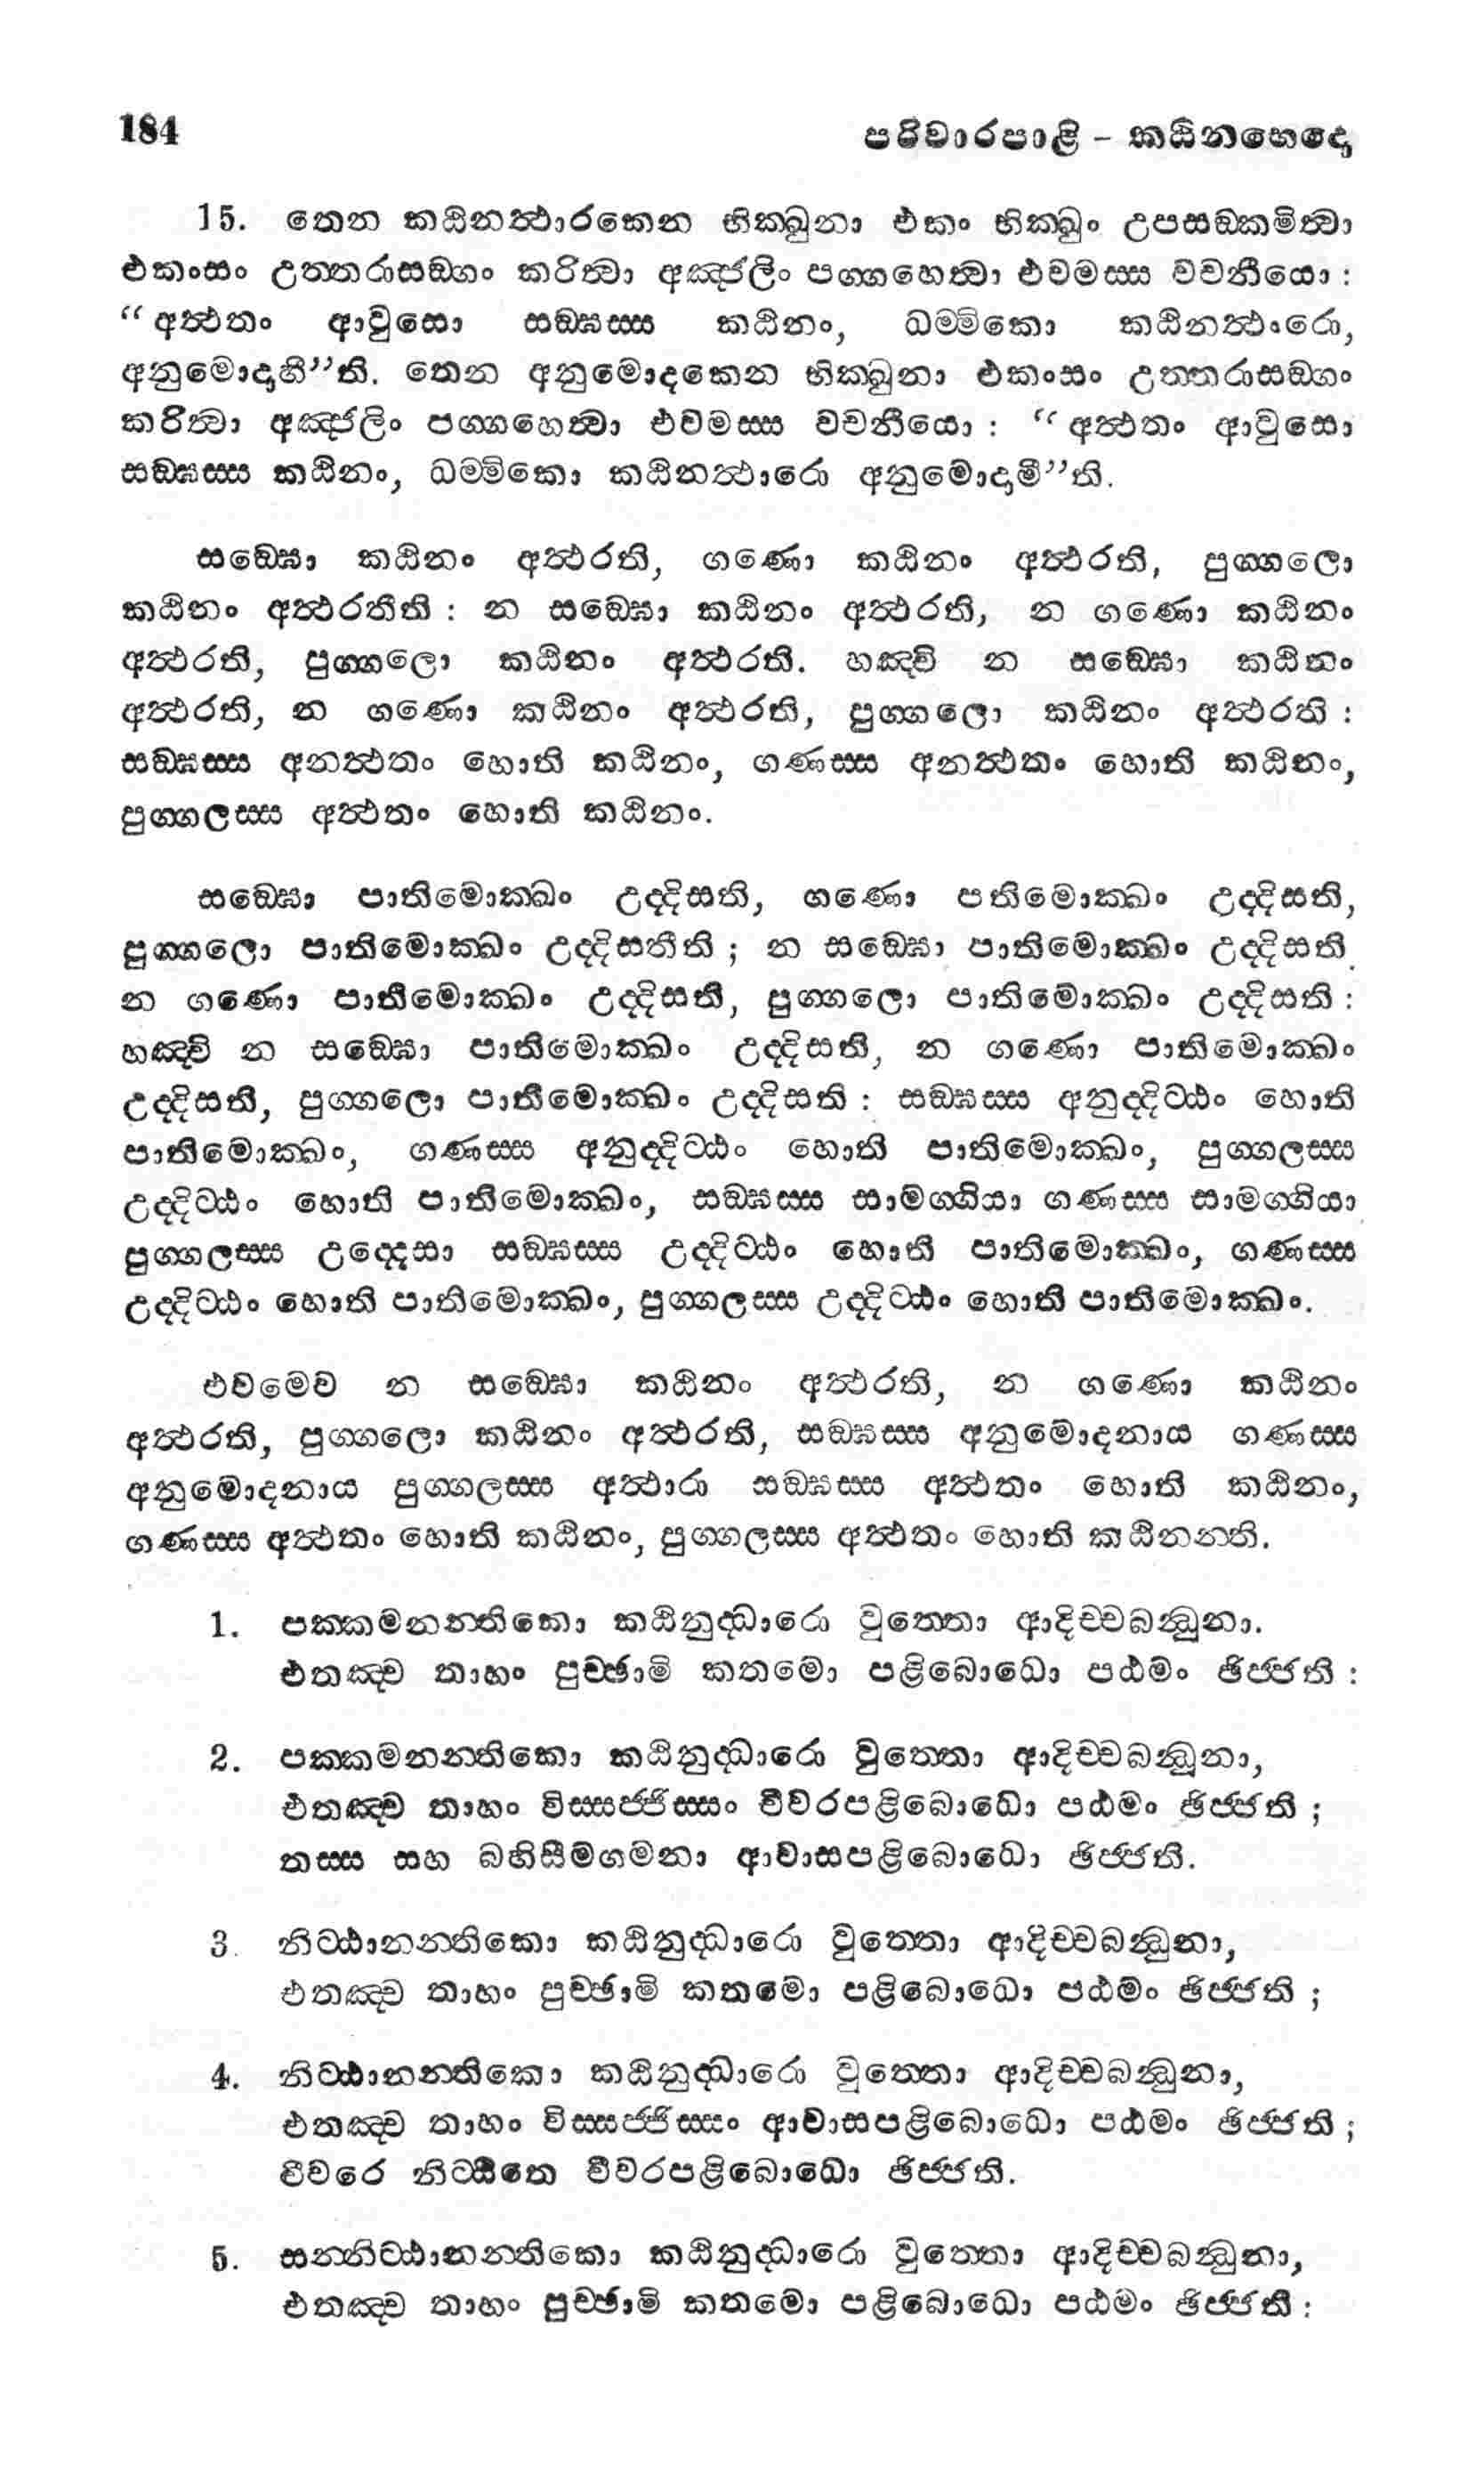 184 පරිවාරපාළි – කඨිනභෙදො
15. තෙන කඨිනත්ථාරකෙන භික්ඛුනා එකං භික්ඛුං උපසඞ්කමිත්වා
එකංසං උත්තරාසඞ්ගං කරිත්වා අඤ්ජලිං පග්ගහෙත්වා එවමස්ස වචනීයො :
“අත්ථතං ආවුසො සඞ්ඝස්ස කඨිනං, ධම්මිකො කඨිනත්ථාරො,
අනුමොදාහී”ති. තෙන අනුමොදකෙන භික්ඛුනා එකංසං උත්තරාසඞ්ගං
කරිත්වා අඤ්ජලිං පග්ගහෙත්වා එවමස්ස වචනීයො : “අත්ථතං ආවුසො
සඞ්ඝස්ස කඨිනං, ධම්මිකො කඨිනත්ථාරො අනුමොදාමී”ති.
සඞ්ඝො කඨිනං අත්ථරති, ගණො කඨිනං අත්ථරති, පුග්ගලො
කඨිනං අත්ථරතීති : න සඞ්ඝො කඨිනං අත්ථරති, න ගණො කඨිනං
අත්ථරති, පුග්ගලො කඨිනං අත්ථරති. හඤ්චි න සඞ්ඝො කඨිනං
අත්ථරති, න ගණො කඨිනං අත්ථරති, පුග්ගලො කඨිනං අත්ථරති :
සඞ්ඝස්ස අනත්ථතං හොති කඨිනං, ගණස්ස අනත්ථතං හොති කඨිනං,
පුග්ගලස්ස අත්ථතං හොති කඨිනං.
සඞ්ඝො පාතිමොක්ඛං උද්දිසති, ගණො පතිමොක්ඛං උද්දිසති,
පුග්ගලො පාතිමොක්ඛං උද්දිසතීති ; න සඞ්ඝො පාතිමොක්ඛං උද්දිසති,
න ගණො පාතිමොක්ඛං උද්දිසති, පුග්ගලො පාතිමොක්ඛං උද්දිසති :
හඤ්චි න සඞ්ඝො පාතිමොක්ඛං උද්දිසති, න ගණො පාතිමොක්ඛං
උද්දිසති, පුග්ගලො පාතිමොක්ඛං උද්දිසති : සඞ්ඝස්ස අනුද්දිට්ඨං හොති
පාතිමොක්ඛං, ගණස්ස අනුද්දිට්ඨං හොති පාතිමොක්ඛං, පුග්ගලස්ස
උද්දිට්ඨං හොති පාතිමොක්ඛං, සඞ්ඝස්ස සාමග්ගියා ගණස්ස සාමග්ගියා
පුග්ගලස්ස උද්දෙසා සඞ්ඝස්ස උද්දිට්ඨං හොති පාතිමොක්ඛං, ගණස්ස
උද්දිට්ඨං හොති පාතිමොක්ඛං, පුග්ගලස්ස උද්දිට්ඨං හොති පාතිමොක්ඛං.
එවමෙව න සඞ්ඝො කඨිනං අත්ථරති, න ගණො කඨිනං
අත්ථරති, පුග්ගලො කඨිනං අත්ථරති, සඞ්ඝස්ස අනුමොදනාය ගණස්ස
අනුමොදනාය පුග්ගලස්ස අත්ථාරා සඞ්ඝස්ස අත්ථතං හොති කඨිනං,
ගණස්ස අත්ථතං හොති කඨිනං, පුග්ගලස්ස අත්ථතං හොති කඨිනන්ති.
1. පක්කමනන්තිකො කඨිනුද්ධාරො වුත්තො ආදිච්චබන්ධුනා.
එතඤ්ච තාහං පුච්ඡාමි කතමො පළිබොධො පඨමං ඡිජ්ජති :
2. පක්කමනන්තිකො කඨිනුද්ධාරො වුත්තො ආදිච්චබන්ධුනා,
එතඤ්ච තාහං විස්සජ්ජිස්සං චීවරපළිබොධො පඨමං ඡිජ්ජති ;
තස්ස සහ බහිසීමගමනා ආවාසපළිබොධො ඡිජ්ජති.
3. නිට්ඨානන්තිකො කඨිනුද්ධාරො වුත්තො ආදිච්චබන්ධුනා,
එතඤ්ච තාහං පුච්ඡාමි කතමො පළිබොධො පඨමං ඡිජ්ජති ;
4. නිට්ඨානන්තිකො කඨිනුද්ධාරො වුත්තො ආදිච්චබන්ධුනා,
එතඤ්ච තාහං විස්සජ්ජිස්සං ආවාසපළිබොධො පඨමං ඡිජ්ජති ;
චීවරෙ නිට්ඨිතෙ චීවරපළිබොධො ඡිජ්ජති.
5. සන්නිට්ඨානන්තිකො කඨිනුද්ධාරො වුත්තො ආදිච්චබන්ධුනා,
එතඤ්ච තාහං පුච්ඡාමි කතමො පළිබොධො පඨමං ඡිජ්ජති :